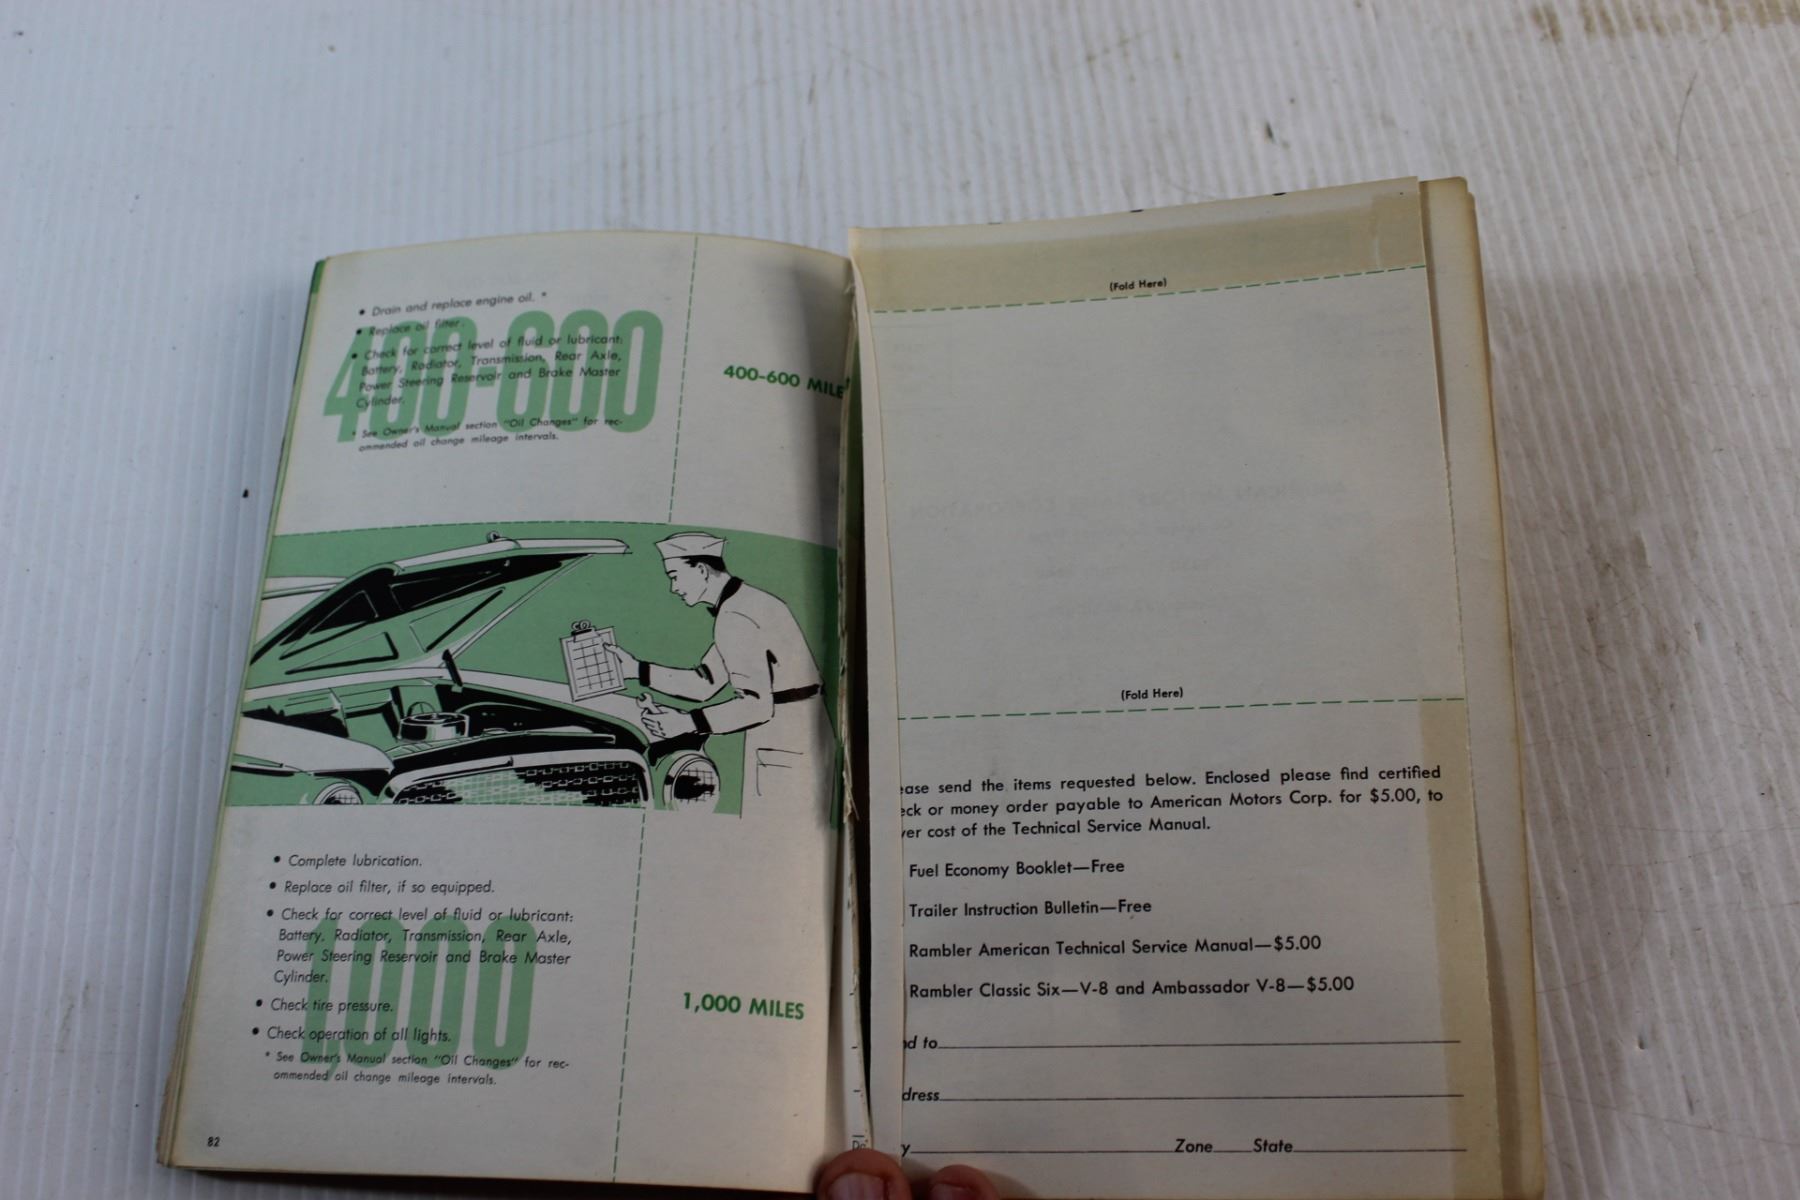 • Drain and replace engine oil. *
• Replace oil filter.
• Check for correct level of fluid or lubricant:
Battery, Radiator, Transmission, Rear Axle,
Power Steering Reservoir and Brake Master
Cylinder.
* See Owner's Manual section "Oil Changes" for rec-
ommended oil change mileage intervals.
400-600
400-600 MILE
• Complete lubrication.
• Replace oil filter, if so equipped.
• Check for correct level of fluid or lubricant:
Battery, Radiator, Transmission, Rear Axle,
Power Steering Reservoir and Brake Master
Cylinder.
• Check tire pressure.
• Check operation of all lights.
* See Owner's Manual section "Oil Changes" for rec-
ommended oil change mileage intervals.
1,000
1,000 MILES
82
(Fold Here)
AMERICAN MOTORS CORPORATION
(Fold Here)
ease send the items requested below. Enclosed please find certified
eck or money order payable to American Motors Corp. for $5.00, to
ver cost of the Technical Service Manual.
Fuel Economy Booklet—Free
Trailer Instruction Bulletin—Free
Rambler American Technical Service Manual—$5.00
Rambler Classic Six—V-8 and Ambassador V-8—$5.00
d to
dress
y Zone State